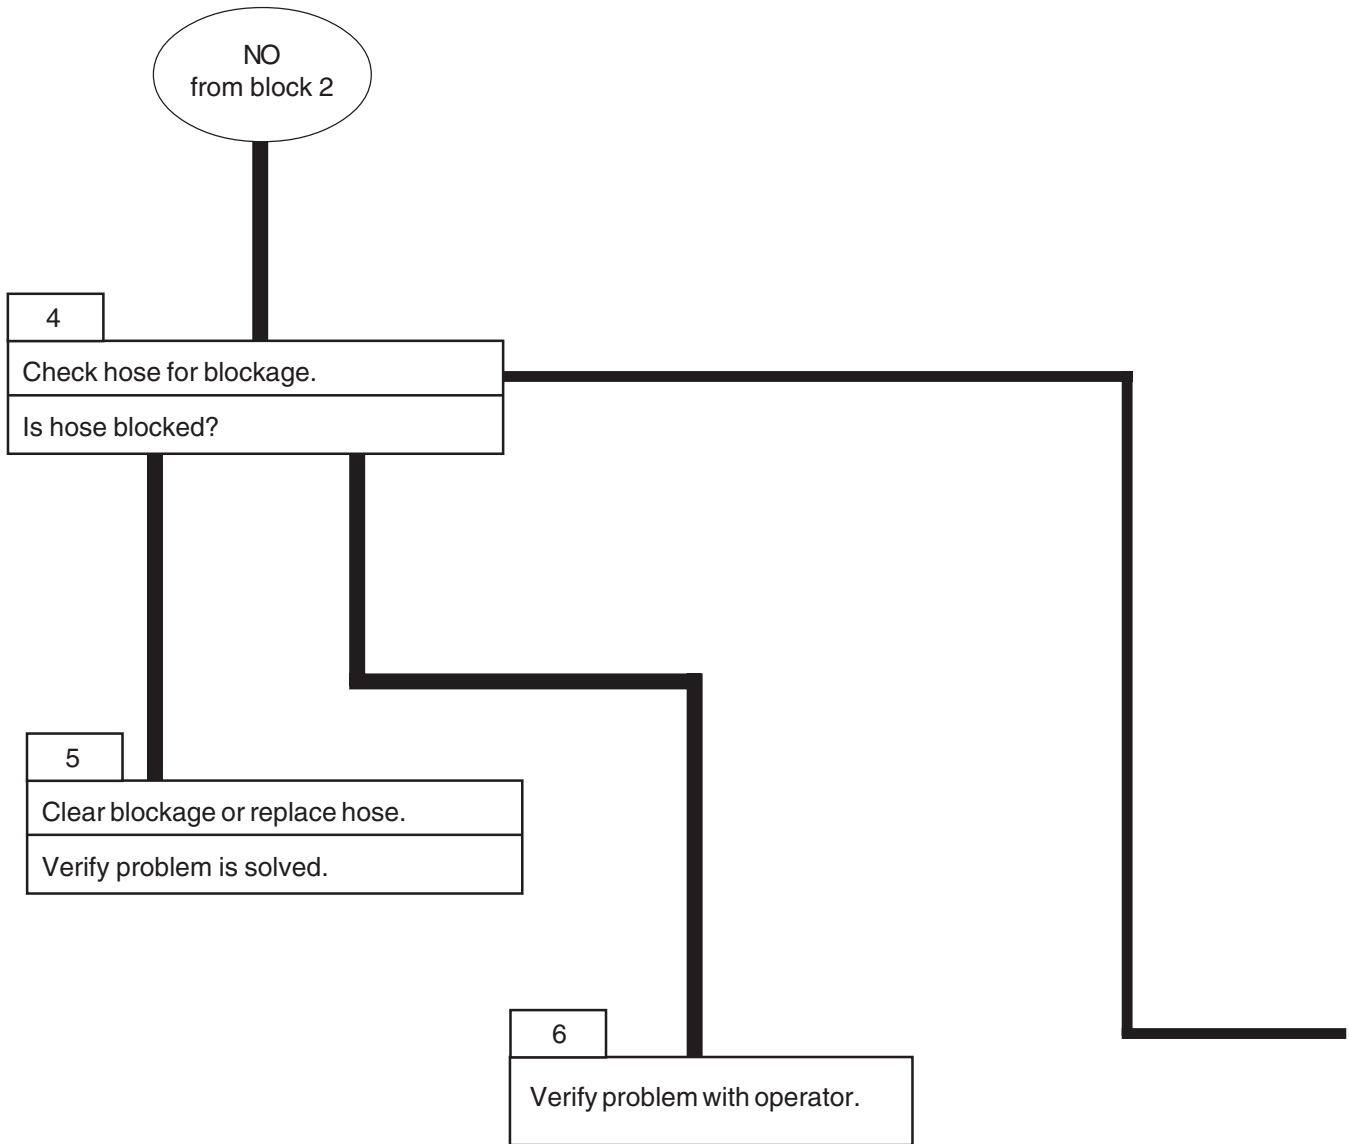 NO
from block 2
4
Check hose for blockage.
Is hose blocked?
5
Clear blockage or replace hose.
Verify problem is solved.
6
Verify problem with operator.